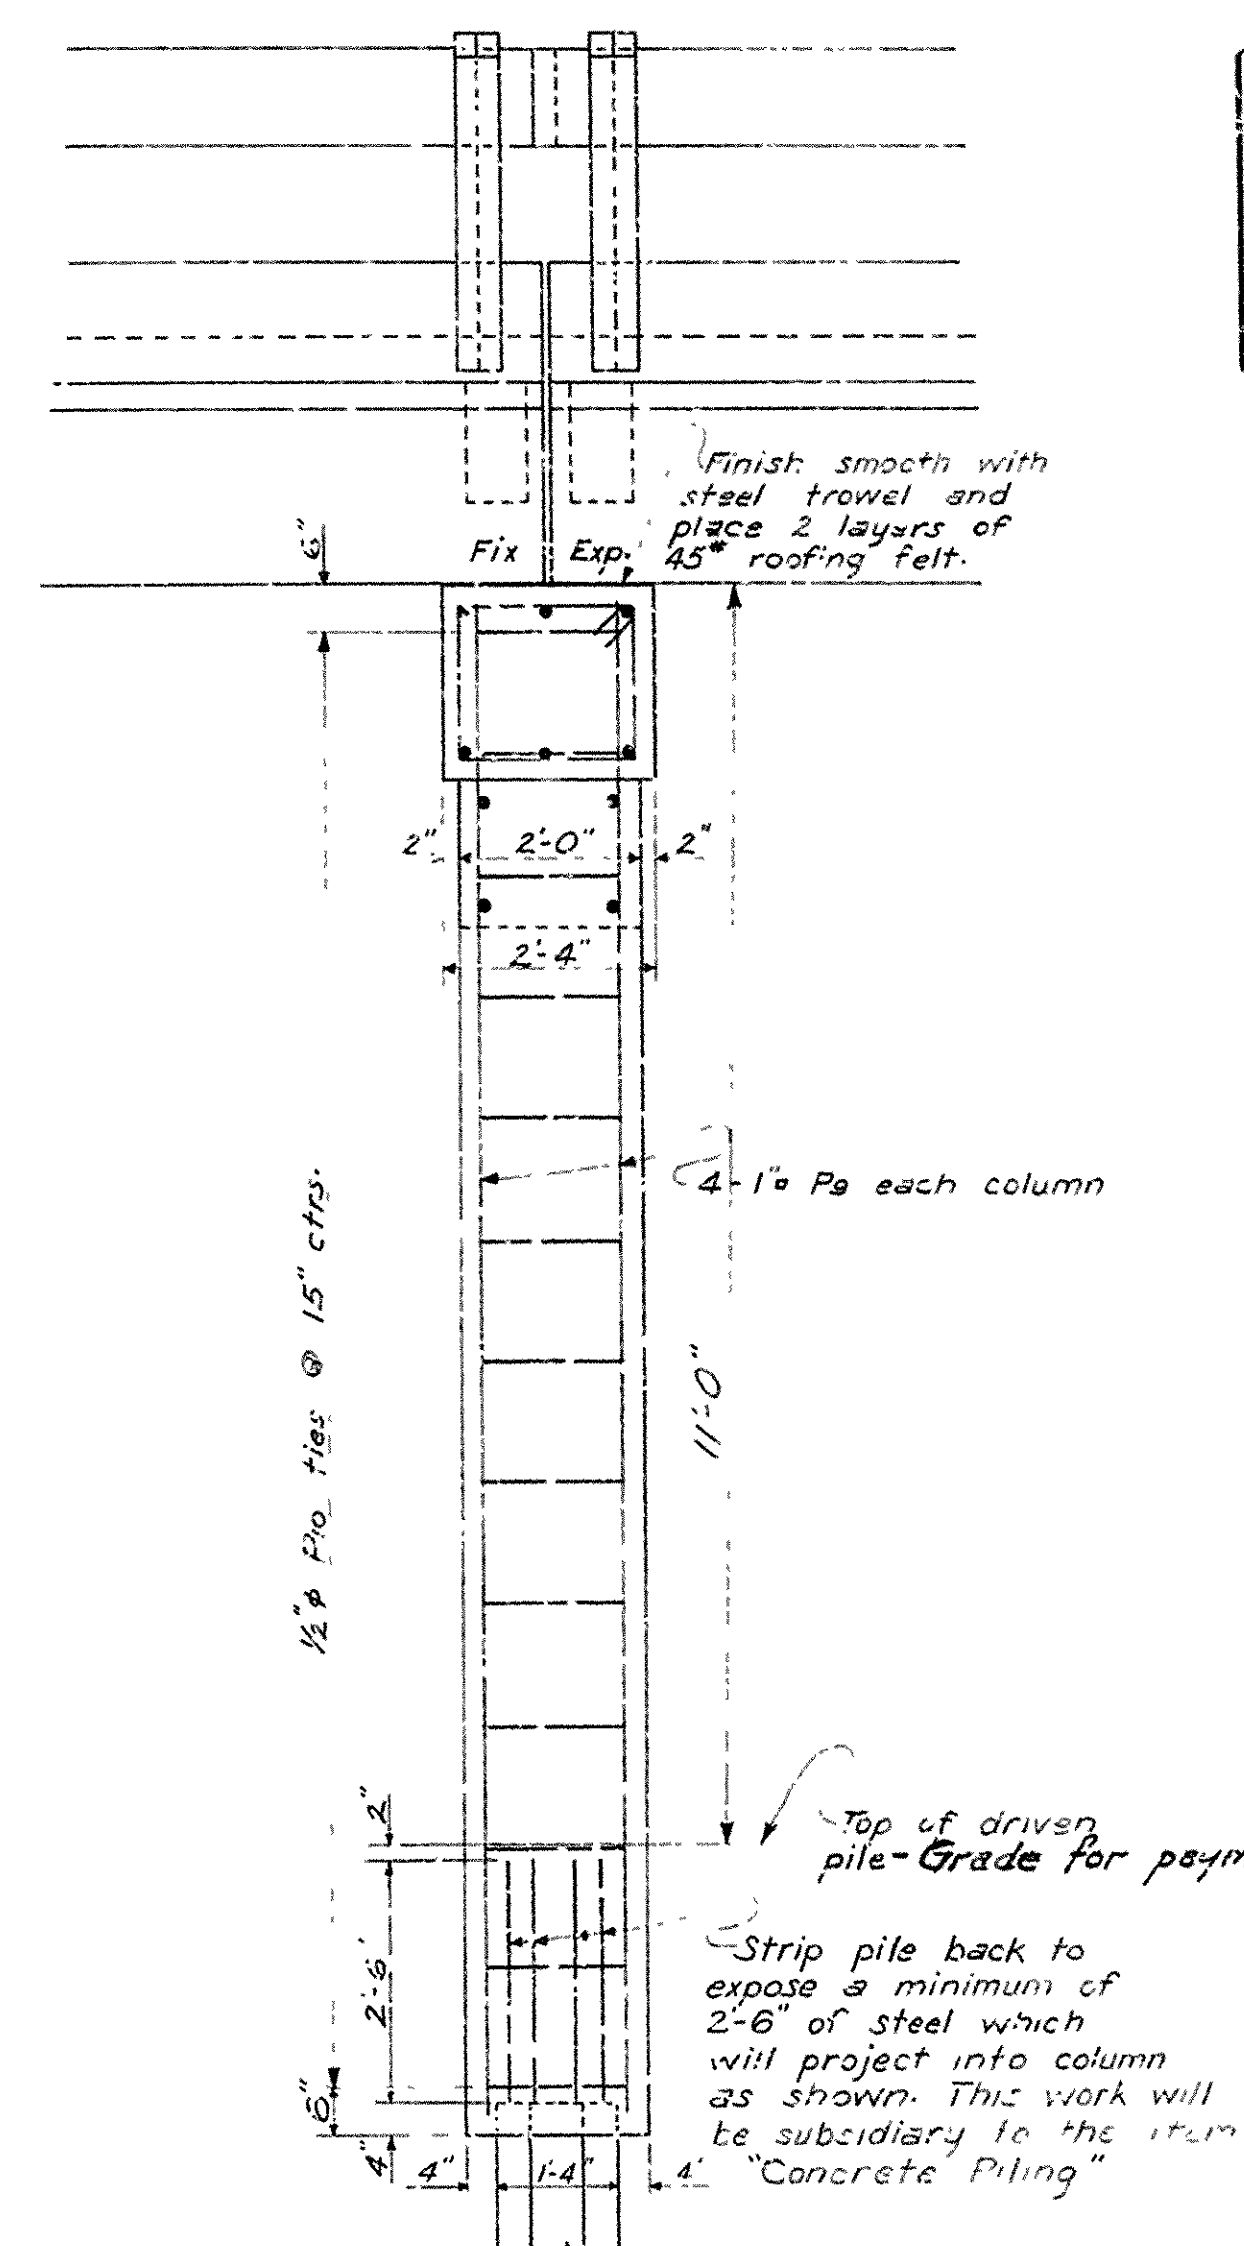 Finish smooth with
steel trowel and
place 2 layers of
45# roofing felt.
6"
Fix Exp.
2" 2'-0" 2"
2'-4"
4-1"▫ P9 each column
½"ϕ P10 ties @ 15" ctrs.
11'-0"
2"
Top of driven
pile-Grade for
2'-6"
Strip pile back to
expose a minimum of
2'-6" of steel which
will project into column
as shown. This work will
be subsidiary to the item
"Concrete Piling"
6"
4"
4" 1'-4" 4"